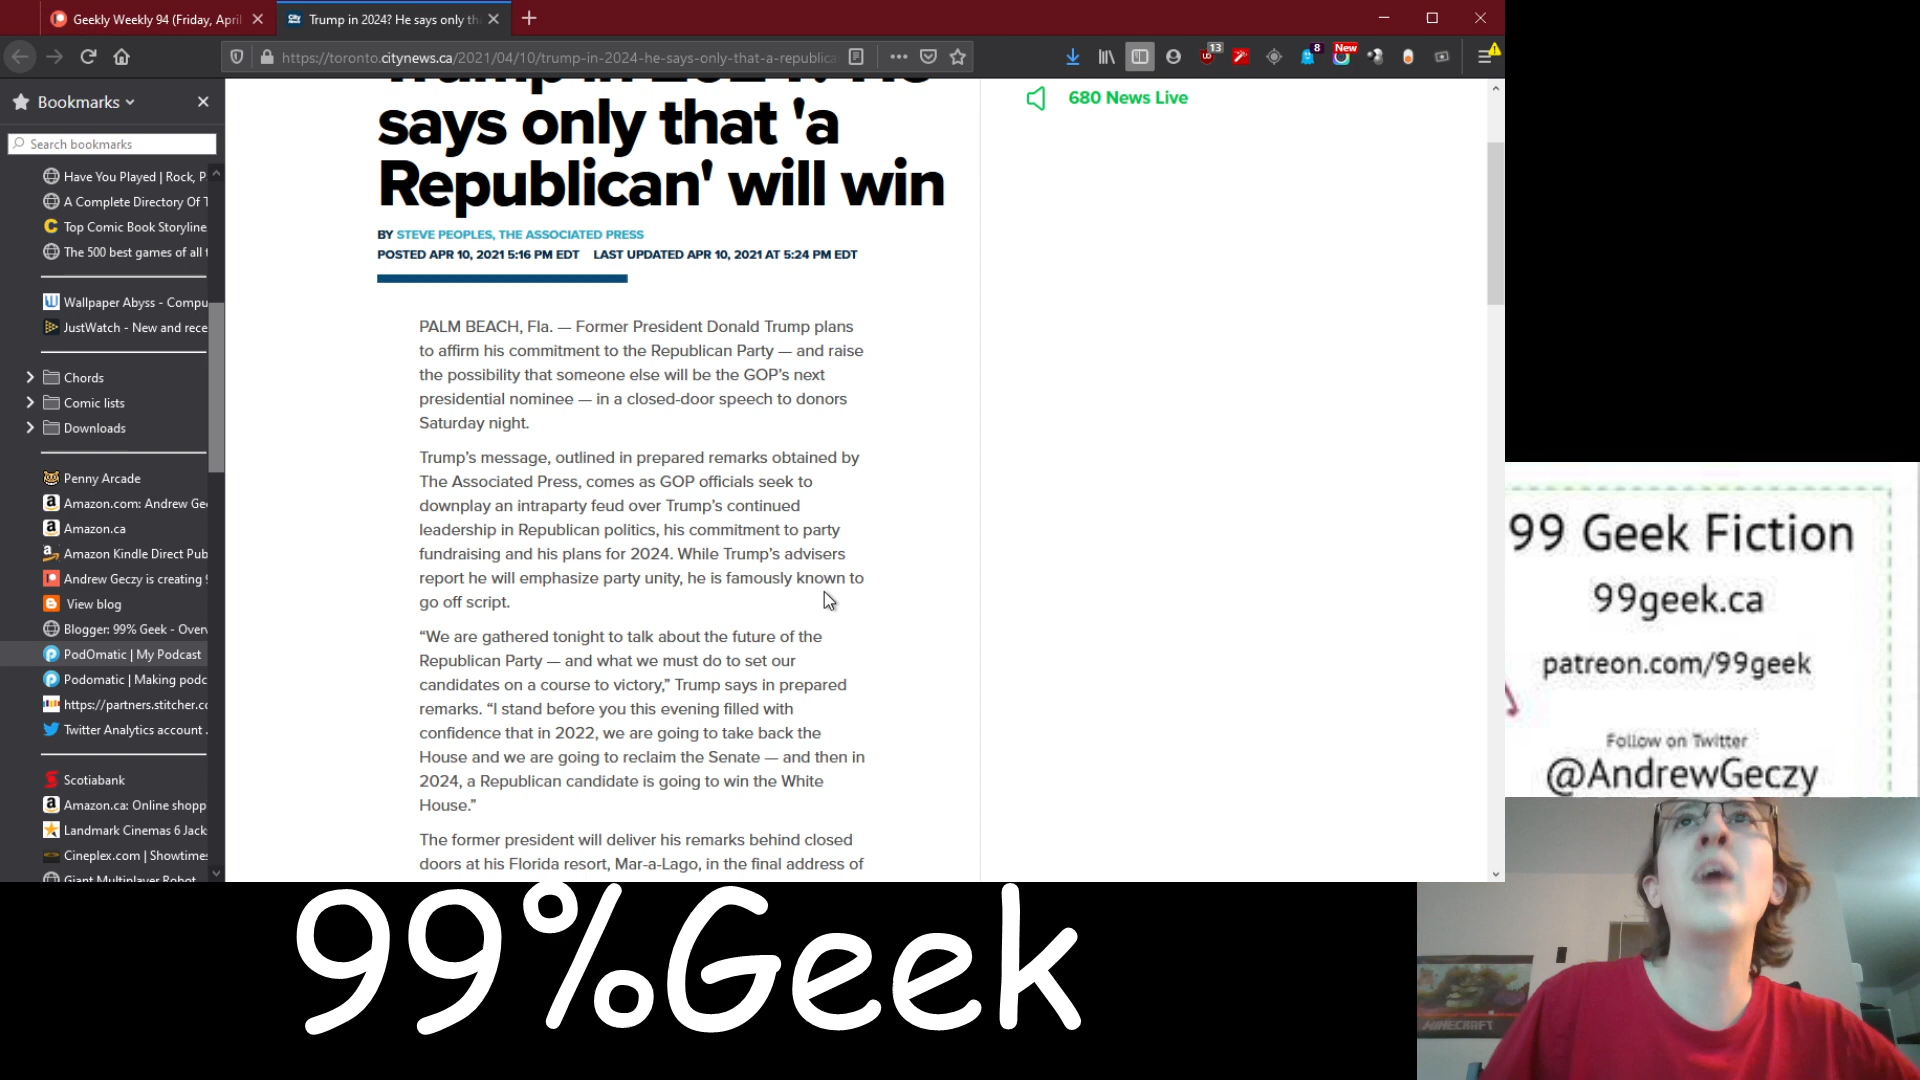 Geekly Weekly 94 (Friday, April
Trump in 2024? He says only th
https://toronto.citynews.ca/2021/04/10/trump-in-2024-he-says-only-that-a-republica
13
8
New
Bookmarks
Search bookmarks
Have You Played | Rock, P
A Complete Directory Of T
Top Comic Book Storyline
The 500 best games of all t
Wallpaper Abyss - Compu
JustWatch - New and rece
Chords
Comic lists
Downloads
Penny Arcade
Amazon.com: Andrew Ge
Amazon.ca
Amazon Kindle Direct Pub
Andrew Geczy is creating
View blog
Blogger: 99% Geek - Overv
PodOmatic | My Podcast
Podomatic | Making podc
https://partners.stitcher.co
Twitter Analytics account
Scotiabank
Amazon.ca: Online shopp
Landmark Cinemas 6 Jack
Cineplex.com | Showtimes
Giant Multiplayer Robot
says only that 'a
Republican' will win
BY STEVE PEOPLES, THE ASSOCIATED PRESS
POSTED APR 10, 2021 5:16 PM EDT LAST UPDATED APR 10, 2021 AT 5:24 PM EDT
PALM BEACH, Fla. — Former President Donald Trump plans
to affirm his commitment to the Republican Party — and raise
the possibility that someone else will be the GOP's next
presidential nominee — in a closed-door speech to donors
Saturday night.
Trump's message, outlined in prepared remarks obtained by
The Associated Press, comes as GOP officials seek to
downplay an intraparty feud over Trump's continued
leadership in Republican politics, his commitment to party
fundraising and his plans for 2024. While Trump's advisers
report he will emphasize party unity, he is famously known to
go off script.
“We are gathered tonight to talk about the future of the
Republican Party — and what we must do to set our
candidates on a course to victory,” Trump says in prepared
remarks. “I stand before you this evening filled with
confidence that in 2022, we are going to take back the
House and we are going to reclaim the Senate — and then in
2024, a Republican candidate is going to win the White
House.”
The former president will deliver his remarks behind closed
doors at his Florida resort, Mar-a-Lago, in the final address of
680 News Live
99 Geek Fiction
99geek.ca
patreon.com/99geek
Follow on Twitter
@AndrewGeczy
99%Geek
MINECRAFT